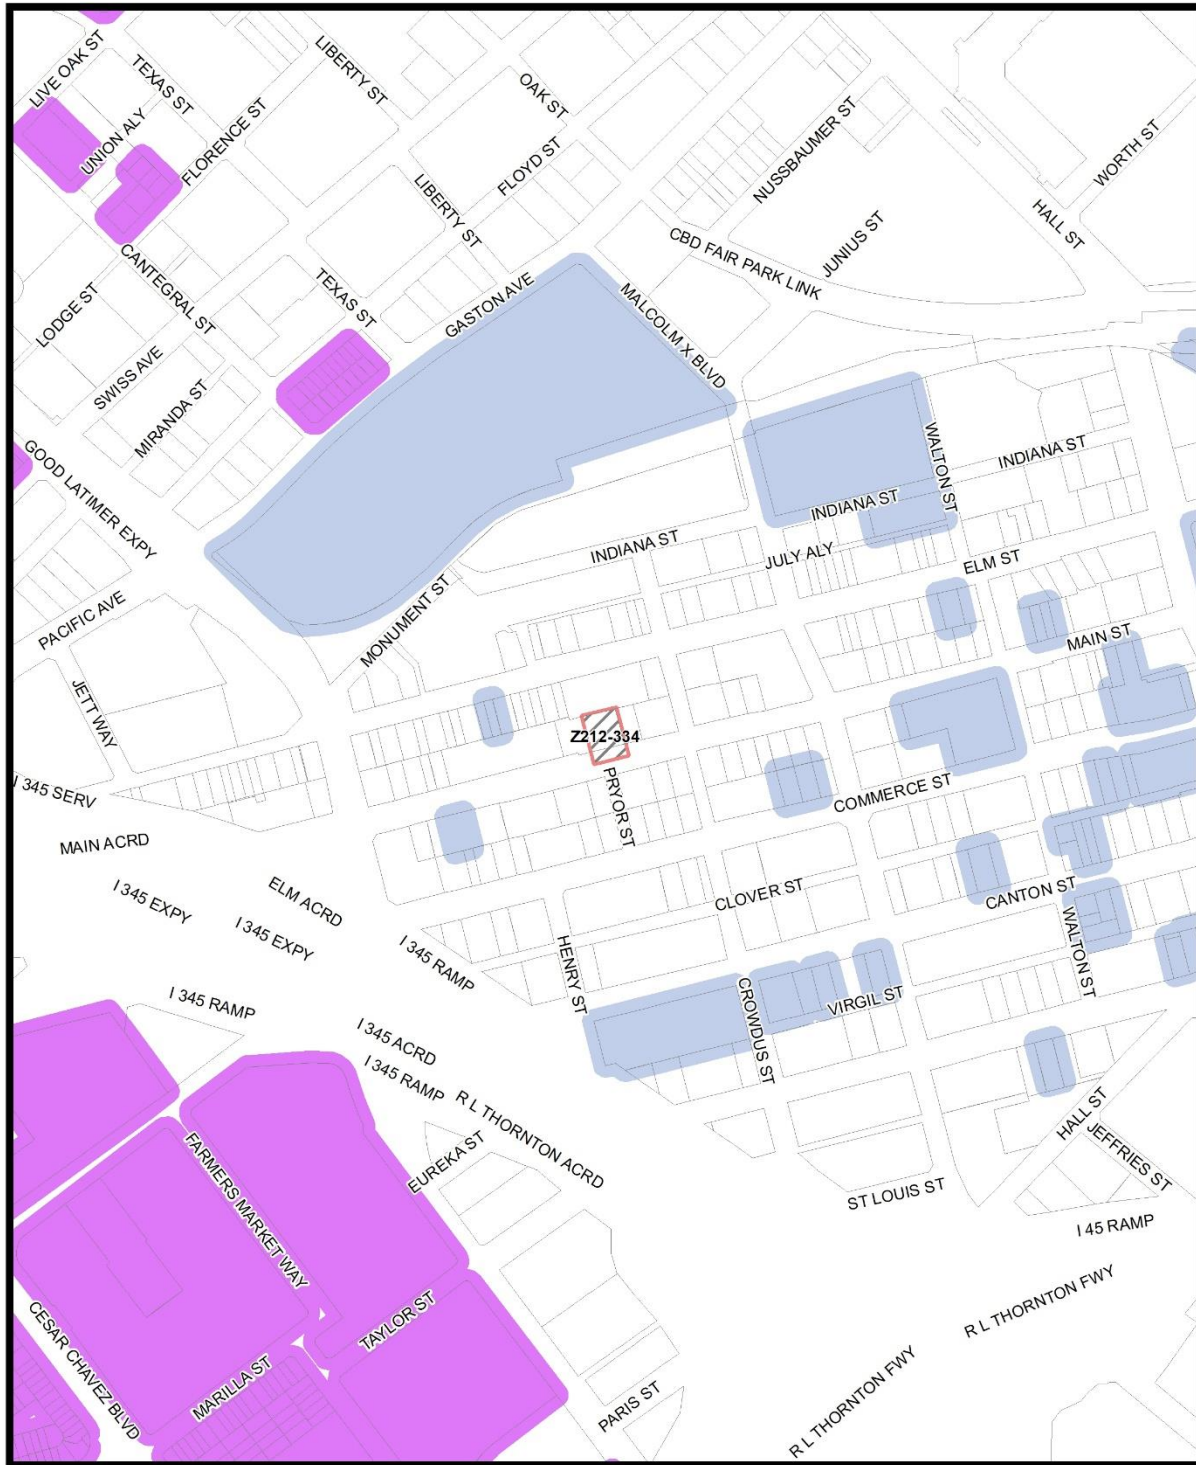 LIVE OAK ST
TEXAS ST
LIBERTY ST
OAK ST
UNION ALY
FLORENCE ST
FLOYD ST
NUSSBAUMER ST
WORTH ST
LIBERTY ST
HALL ST
JUNIUS ST
CBD FAIR PARK LINK
CANTEGRAL ST
TEXAS ST
LODGE ST
GASTON AVE
MALCOLM X BLVD
SWISS AVE
MIRANDA ST
GOOD LATIMER EXPY
WALTON ST
INDIANA ST
INDIANA ST
INDIANA ST
JULY ALY
ELM ST
PACIFIC AVE
MONUMENT ST
MAIN ST
JETT WAY
Z212-334
PRYOR ST
I 345 SERV
COMMERCE ST
MAIN ACRD
I 345 EXPY
ELM ACRD
I 345 EXPY
CLOVER ST
CANTON ST
WALTON ST
I 345 RAMP
HENRY ST
I 345 RAMP
CROWDUS ST
VIRGIL ST
I 345 ACRD
I 345 RAMP
R L THORNTON ACRD
EUREKA ST
HALL ST
JEFFRIES ST
FARMERS MARKET WAY
ST LOUIS ST
I 45 RAMP
TAYLOR ST
R L THORNTON FWY
CESAR CHAVEZ BLVD
MARILLA ST
PARIS ST
R L THORNTON FWY